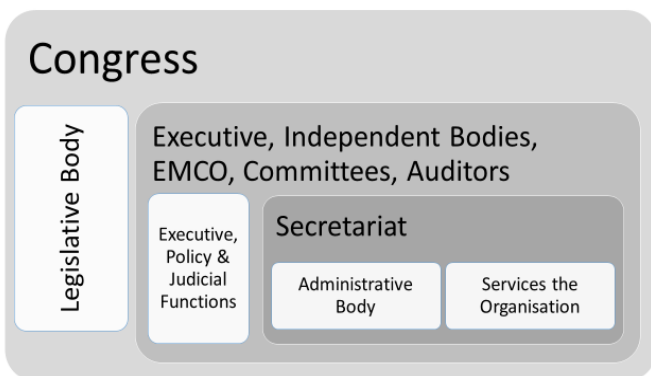 Congress
Legislative Body
Executive, Independent Bodies,
EMCO, Committees, Auditors
Executive,
Policy &
Judicial
Functions
Secretariat
Administrative
Body
Services the
Organisation